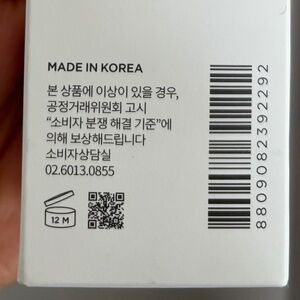 MADE IN KOREA
본 상품에 이상이 있을 경우,
공정거래위원회 고시
“소비자 분쟁 해결 기준”에
의해 보상해드립니다
소비자상담실
02.6013.0855
12 M
8809082392292